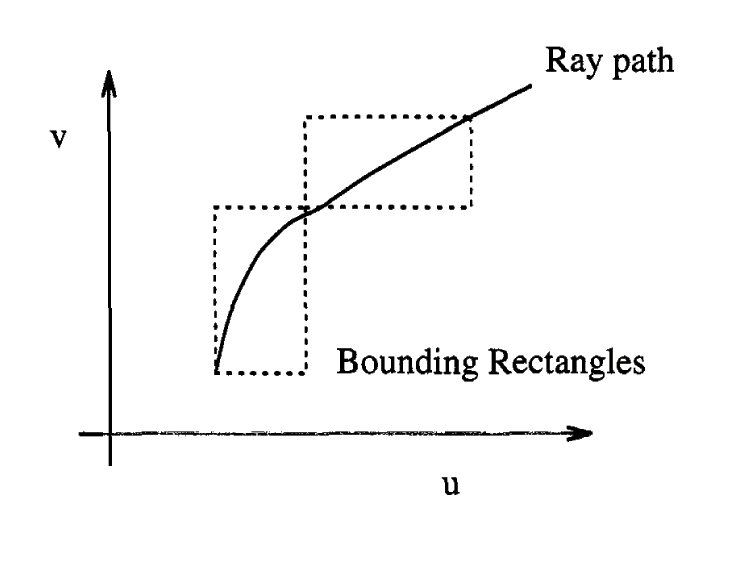 Ray path
v
Bounding Rectangles
u